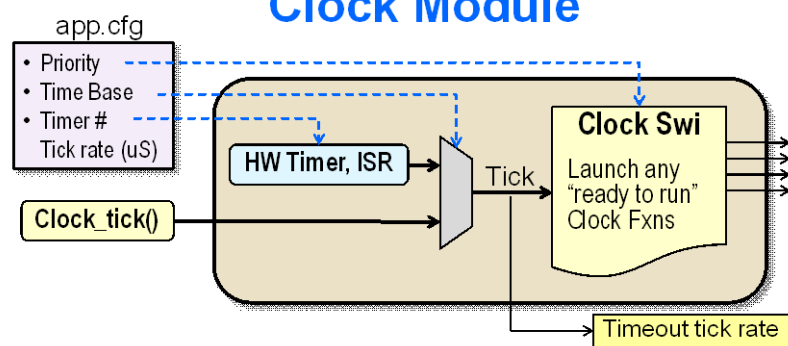 Clock Module
app.cfg
• Priority
• Time Base
• Timer #
Tick rate (uS)
HW Timer, ISR
Clock_tick()
Tick
Clock Swi
Launch any
“ready to run”
Clock Fxns
Timeout tick rate